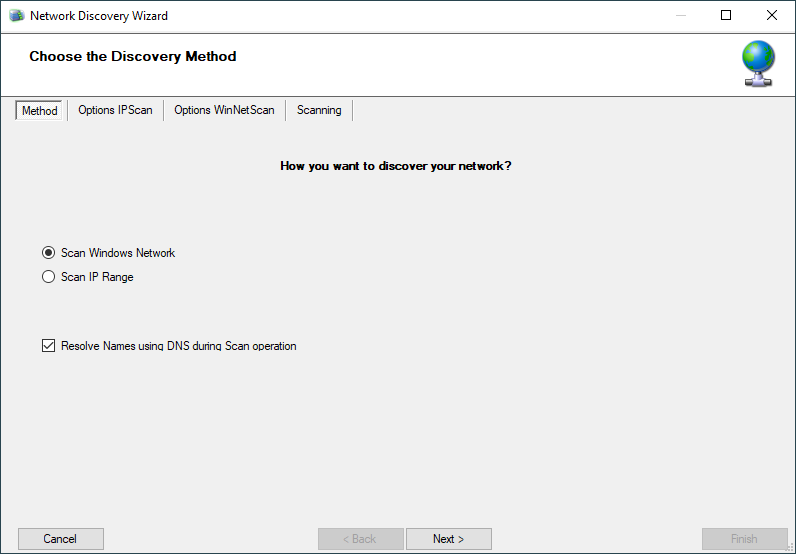 Network Discovery Wizard
Choose the Discovery Method
Method Options IPScan Options WinNetScan Scanning
How you want to discover your network?
Scan Windows Network
Scan IP Range
Resolve Names using DNS during Scan operation
Cancel < Back Next > Finish